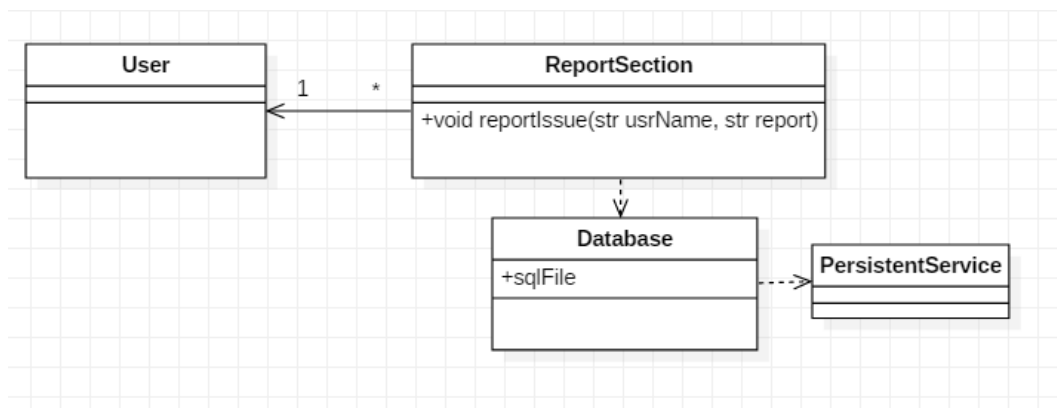 User
1
*
ReportSection
+void reportIssue(str usrName, str report)
Database
+sqlFile
PersistentService